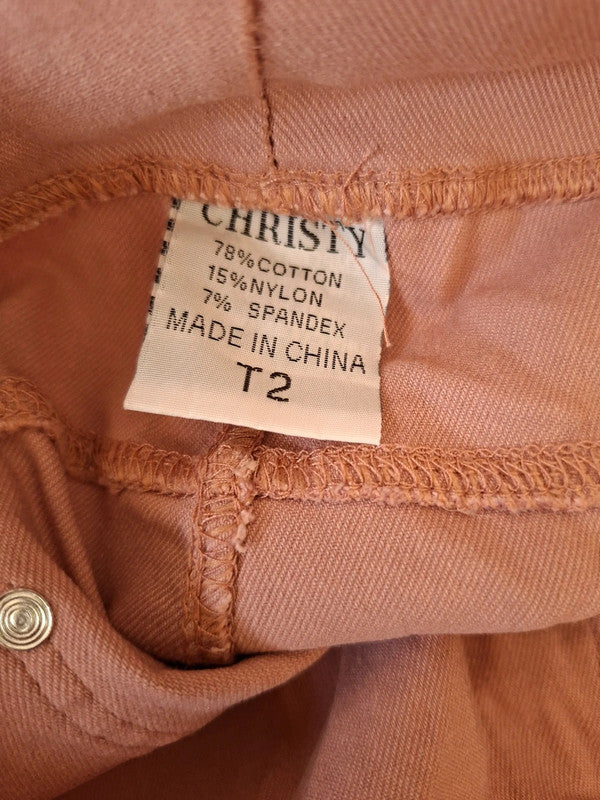 CHRISTY
78%COTTON
15%NYLON
7% SPANDEX
MADE IN CHINA
T2